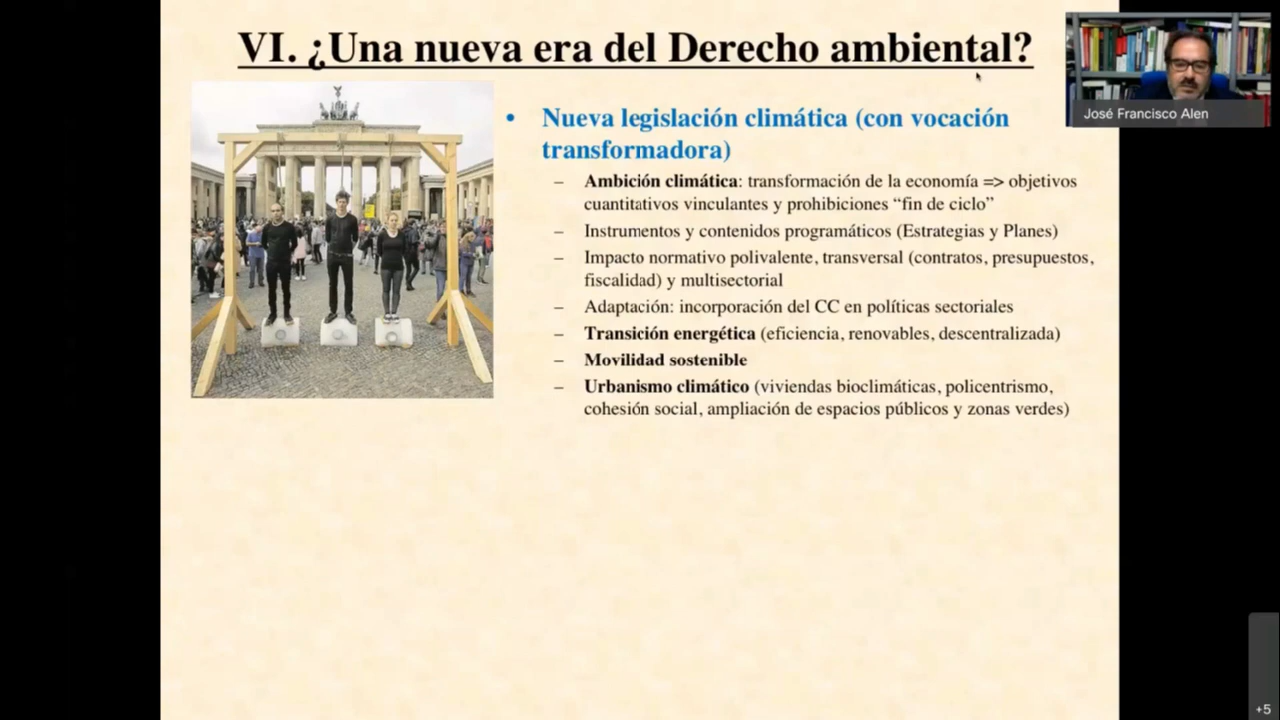 VI. ¿Una nueva era del Derecho ambiental?
José Francisco Alen
• Nueva legislación climática (con vocación
transformadora)
– Ambición climática: transformación de la economía => objetivos
cuantitativos vinculantes y prohibiciones “fin de ciclo”
– Instrumentos y contenidos programáticos (Estrategias y Planes)
– Impacto normativo polivalente, transversal (contratos, presupuestos,
fiscalidad) y multisectorial
– Adaptación: incorporación del CC en políticas sectoriales
– Transición energética (eficiencia, renovables, descentralizada)
– Movilidad sostenible
– Urbanismo climático (viviendas bioclimáticas, policentrismo,
cohesión social, ampliación de espacios públicos y zonas verdes)
+5